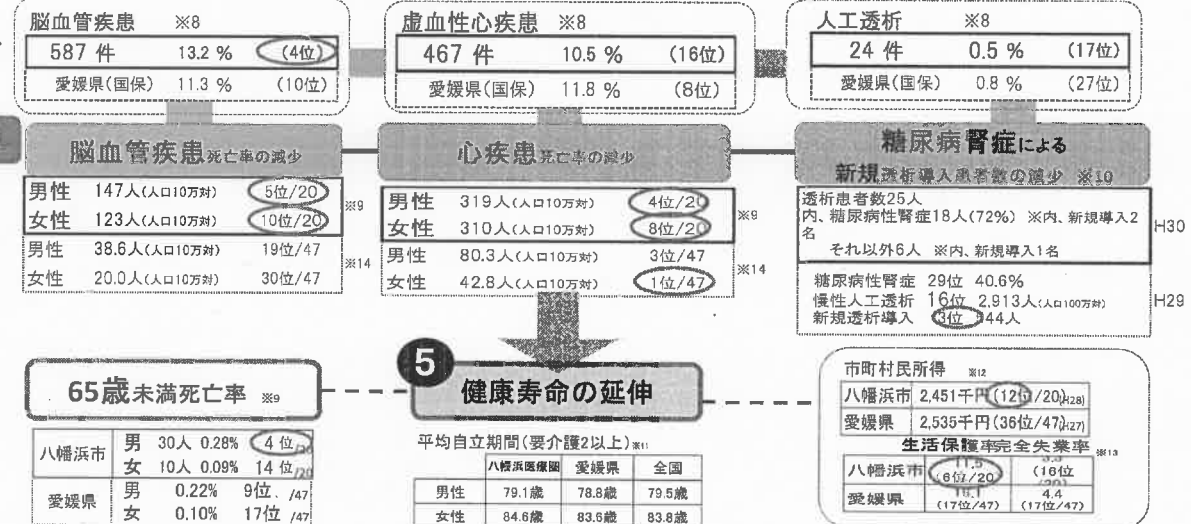 脳血管疾患 ※8
587 件 13.2 % (4位)
愛媛県(国保) 11.3 % (10位)
虚血性心疾患 ※8
467 件 10.5 % (16位)
愛媛県(国保) 11.8 % (8位)
人工透析 ※8
24 件 0.5 % (17位)
愛媛県(国保) 0.8 % (27位)
脳血管疾患死亡率の減少
男性 147人(人口10万対) 5位/20
女性 123人(人口10万対) 10位/20
※9
男性 38.6人(人口10万対) 19位/47
女性 20.0人(人口10万対) 30位/47
※14
心疾患死亡率の減少
男性 319人(人口10万対) 4位/20
女性 310人(人口10万対) 8位/20
※9
男性 80.3人(人口10万対) 3位/47
女性 42.8人(人口10万対) 1位/47
※14
糖尿病腎症による
新規透析導入患者数の減少 ※10
透析患者数25人
内、糖尿病性腎症18人(72%) ※内、新規導入2
名
それ以外6人 ※内、新規導入1名
H30
糖尿病性腎症 29位 40.6%
慢性人工透析 16位 2,913人(人口100万対)
新規透析導入 3位 544人
H29
65歳未満死亡率 ※9
八幡浜市 男 30人 0.28% 4 位/20
女 10人 0.09% 14 位/20
愛媛県 男 0.22% 9位、/47
女 0.10% 17位 /47
5
健康寿命の延伸
平均自立期間(要介護2以上)※11
八幡浜医療圏 愛媛県 全国
男性 79.1歳 78.8歳 79.5歳
女性 84.6歳 83.6歳 83.8歳
市町村民所得 ※12
八幡浜市 2,451千円(12位/20)(H28)
愛媛県 2,535千円(36位/47)(H27)
生活保護率完全失業率 ※13
八幡浜市 11.5 (6位/20) (16位
愛媛県 (17位/47) 4.4 (17位/47)